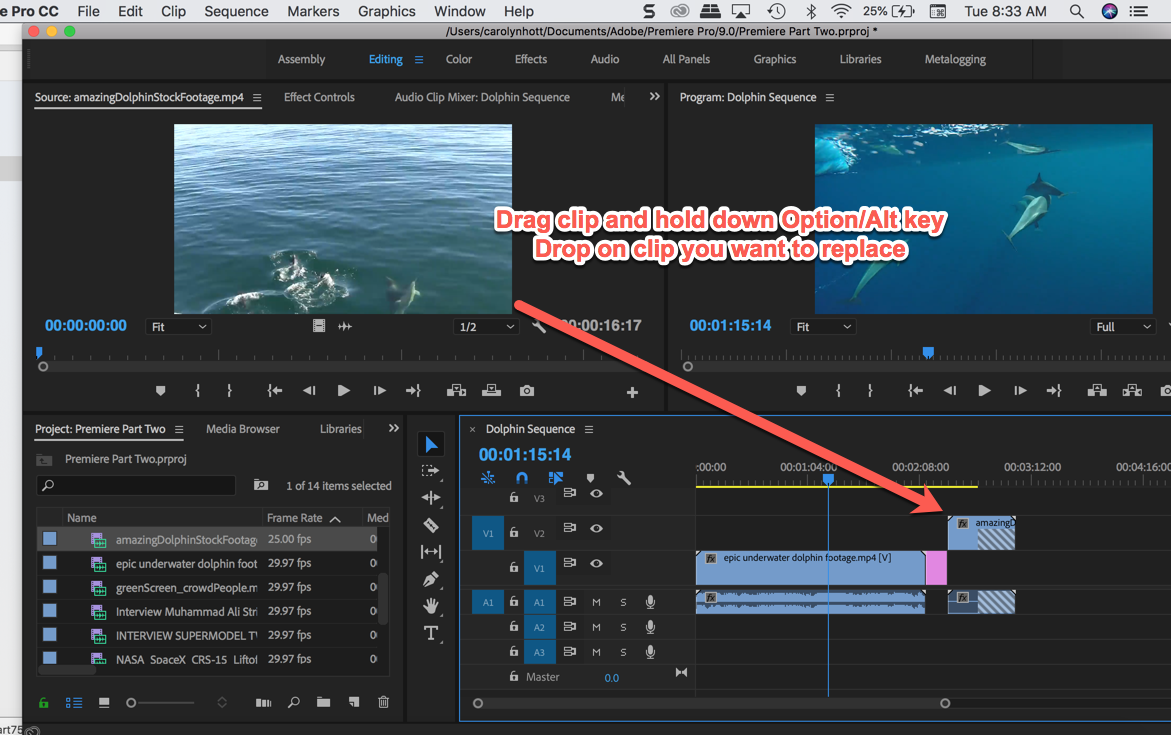 e Pro CC File Edit Clip Sequence Markers Graphics Window Help 25% Tue 8:33 AM
/Users/carolynhott/Documents/Adobe/Premiere Pro/9.0/Premiere Part Two.prproj *
Assembly Editing Color Effects Audio All Panels Graphics Libraries Metalogging
Source: amazingDolphinStockFootage.mp4 Effect Controls Audio Clip Mixer: Dolphin Sequence Me
Program: Dolphin Sequence
Drag clip and hold down Option/Alt key
Drop on clip you want to replace
00:00:00:00 Fit 1/2 00:00:16:17
00:01:15:14 Fit Full
Project: Premiere Part Two Media Browser Libraries
Premiere Part Two.prproj
1 of 14 items selected
Name Frame Rate Med
amazingDolphinStockFootage 25.00 fps 0
epic underwater dolphin foot 29.97 fps 0
greenScreen_crowdPeople.m 29.97 fps 0
Interview Muhammad Ali Stri 29.97 fps 0
INTERVIEW SUPERMODEL TV 29.97 fps 0
NASA_SpaceX_CRS-15_Liftof 29.97 fps 0
T
× Dolphin Sequence
00:01:15:14
:00:00 00:01:04:00 00:02:08:00 00:03:12:00 00:04:16:00
V3
V1 V2 fx amazingD
V1 fx epic underwater dolphin footage.mp4 [V]
A1 A1 M S fx fx
A2 M S
A3 M S
Master 0.0
art75